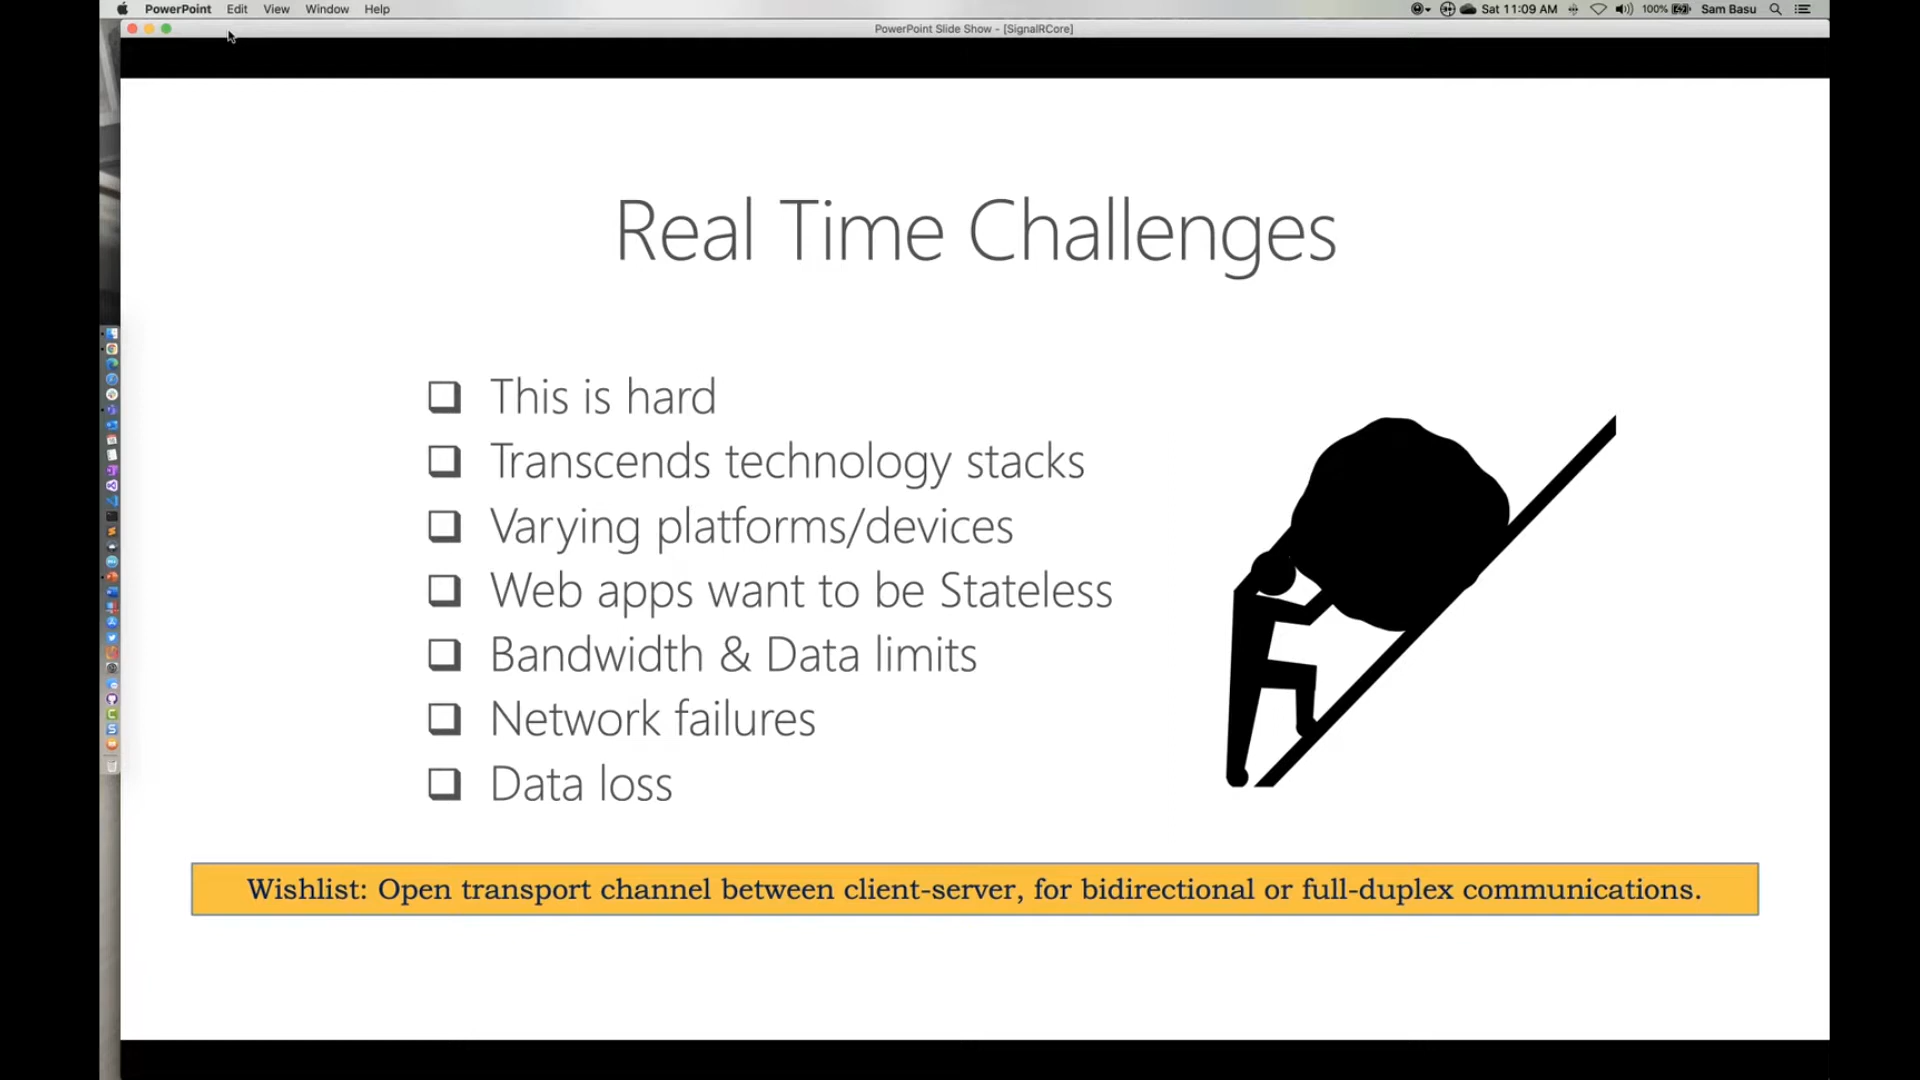 PowerPoint Edit View Window Help
100% Sat 11:09 AM Sam Basu
PowerPoint Slide Show - [SignalRCore]
Real Time Challenges
This is hard
Transcends technology stacks
Varying platforms/devices
Web apps want to be Stateless
Bandwidth & Data limits
Network failures
Data loss
Wishlist: Open transport channel between client-server, for bidirectional or full-duplex communications.